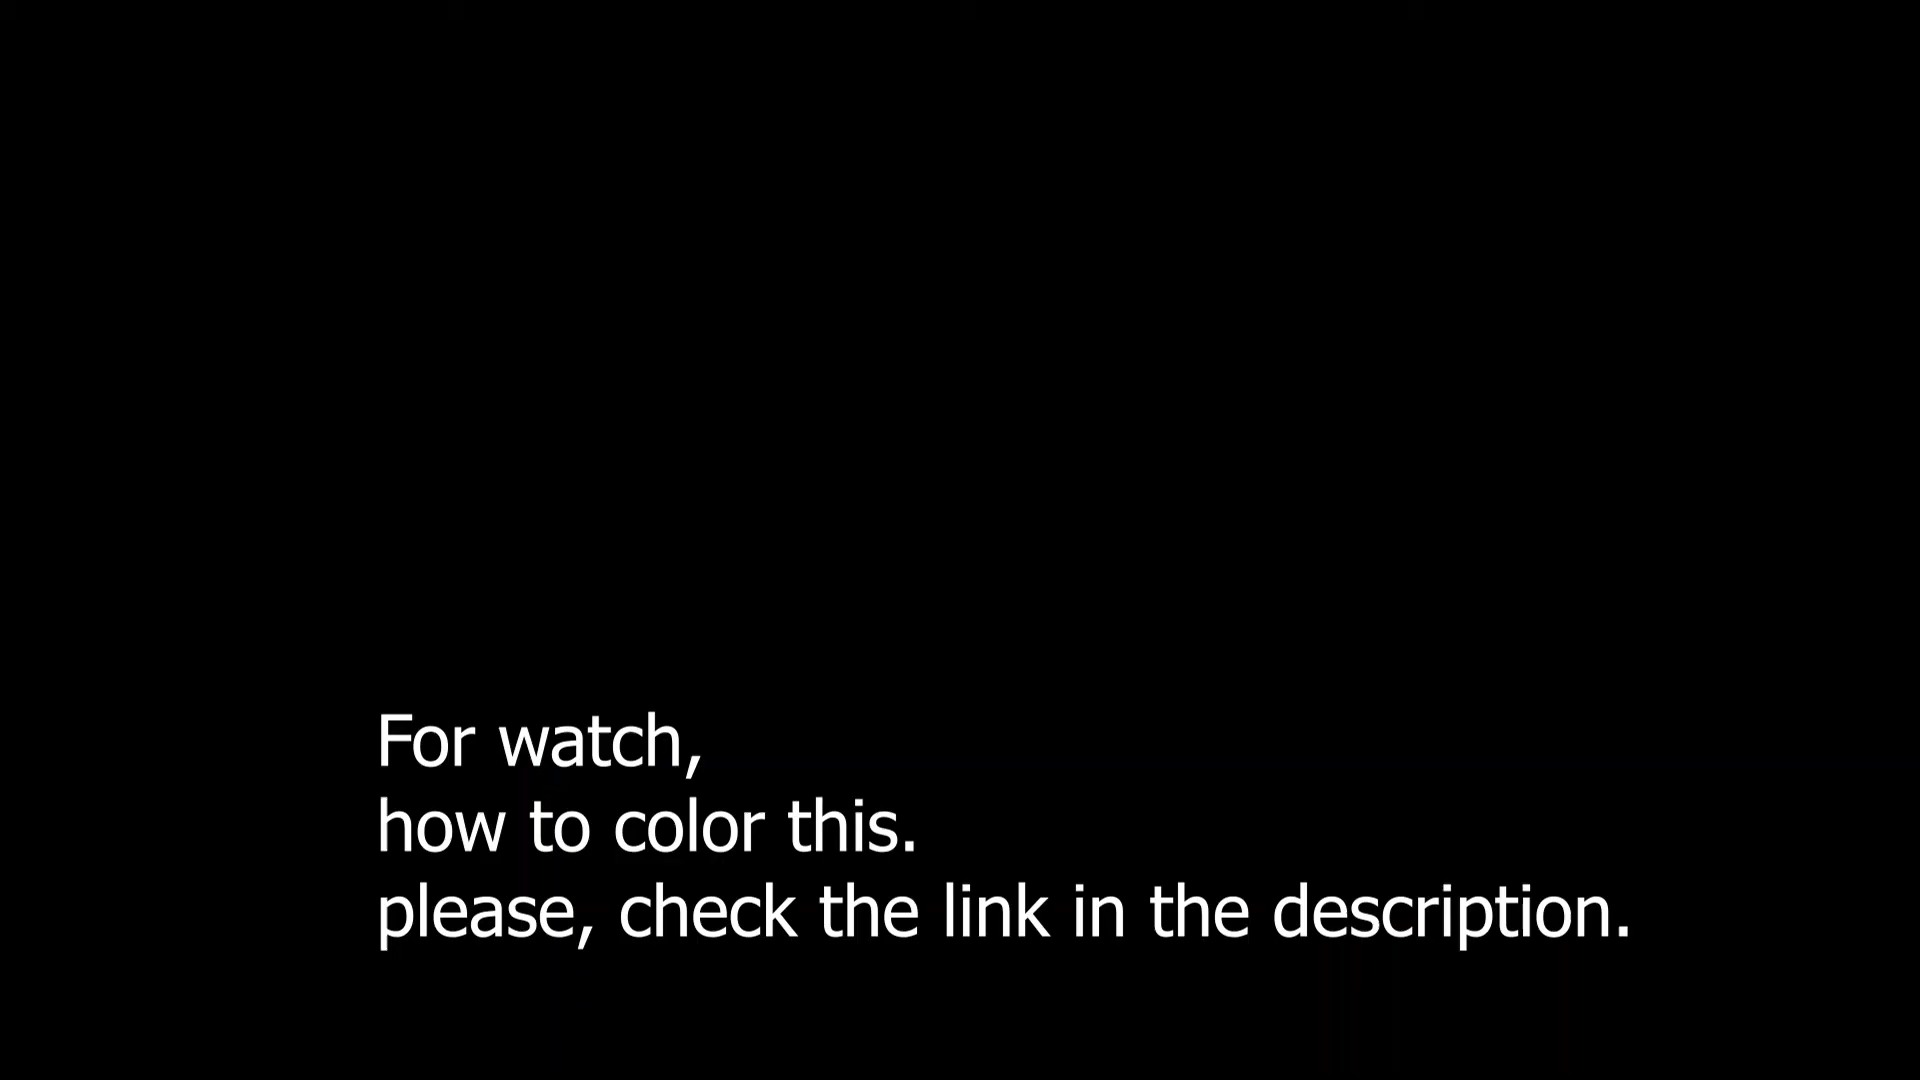 For watch,
how to color this.
please, check the link in the description.